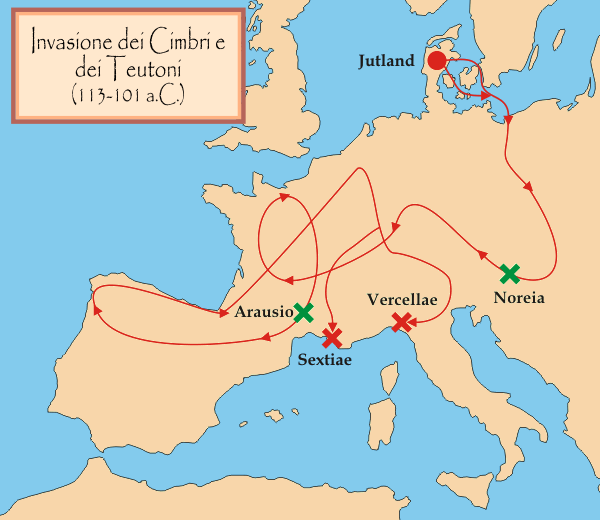 Invasione dei Cimbri e
dei Teutoni
(113-101 a.C.)
Jutland
Noreia
Arausio
Vercellae
Sextiae